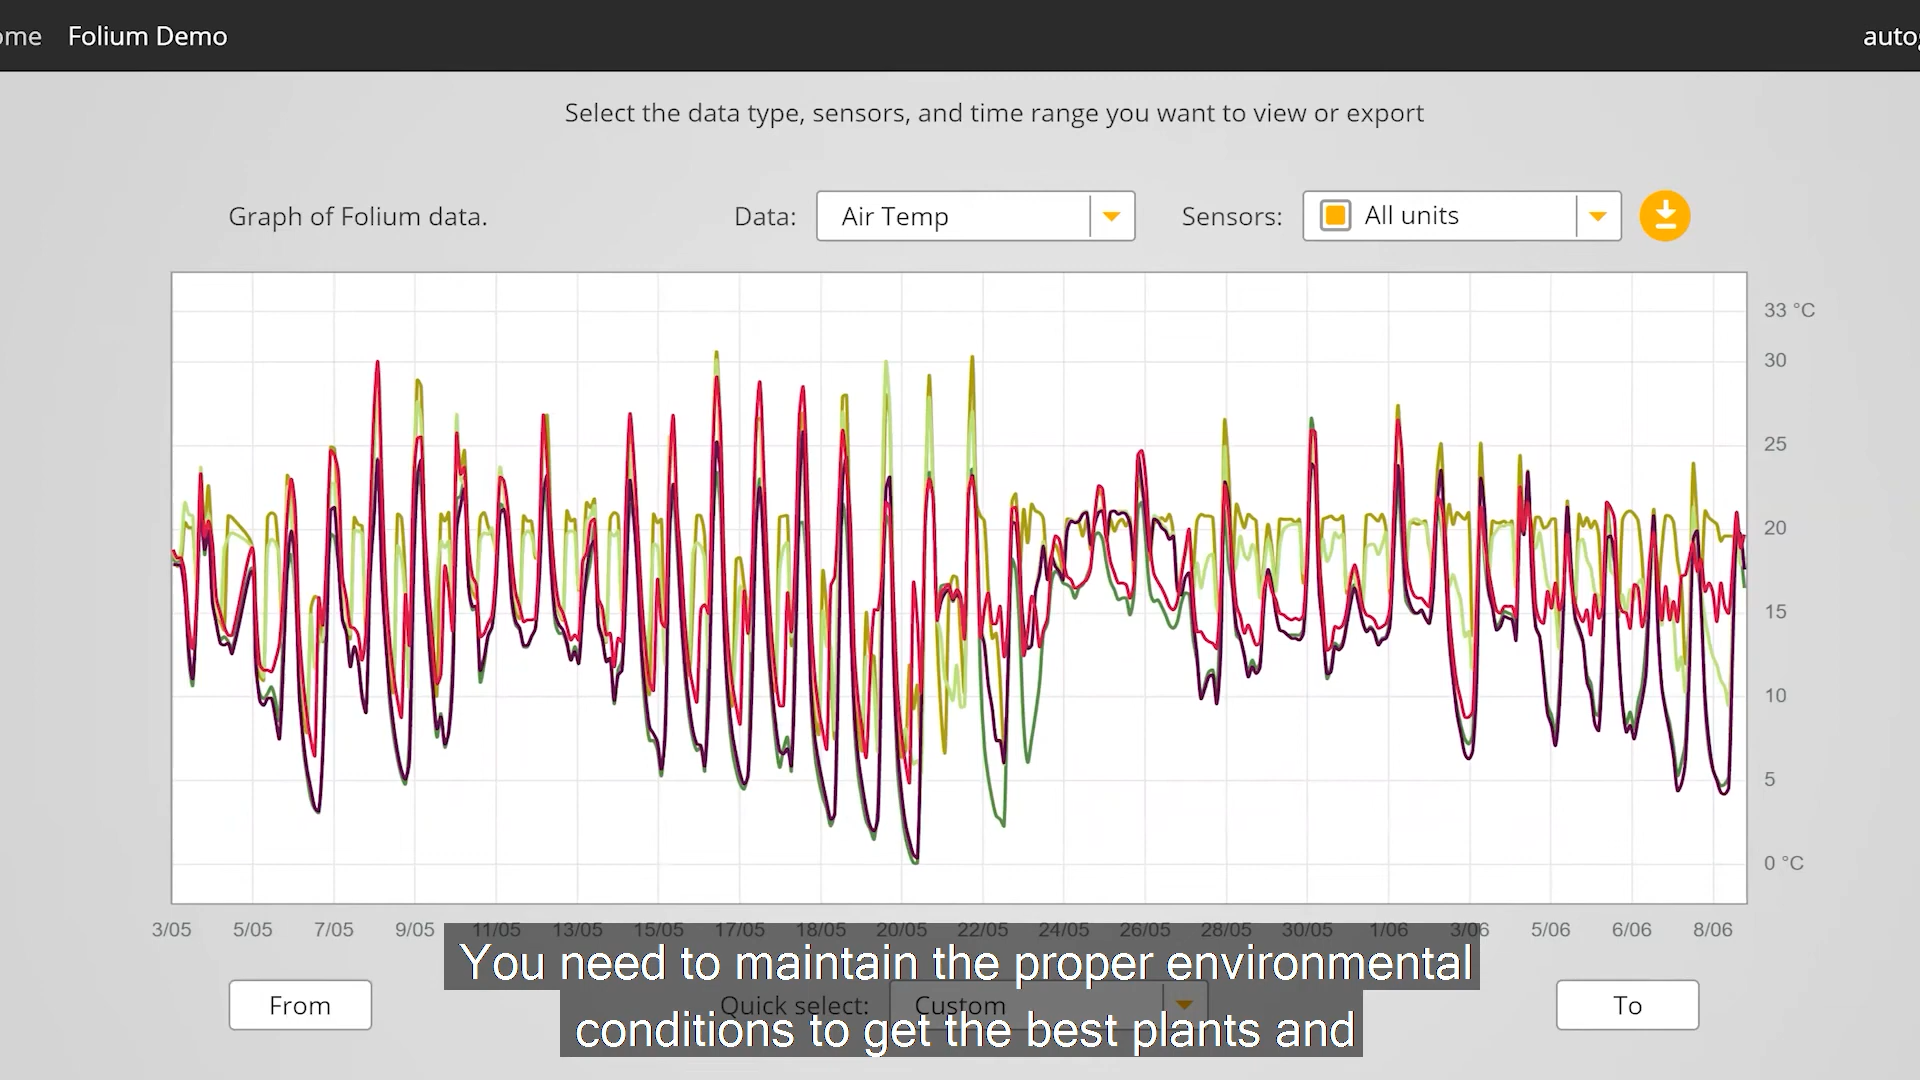 ome Folium Demo auto
Select the data type, sensors, and time range you want to view or export
Graph of Folium data. Data: Air Temp Sensors: All units
33 °C
30
25
20
15
10
5
0 °C
3/05 5/05 7/05 9/05 11/05 13/05 15/05 17/05 18/05 20/05 22/05 24/05 26/05 28/05 30/05 1/06 3/06 5/06 6/06 8/06
You need to maintain the proper environmental
From Quick select: Custom To
conditions to get the best plants and